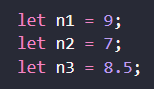 let n1 = 9;
let n2 = 7;
let n3 = 8.5;